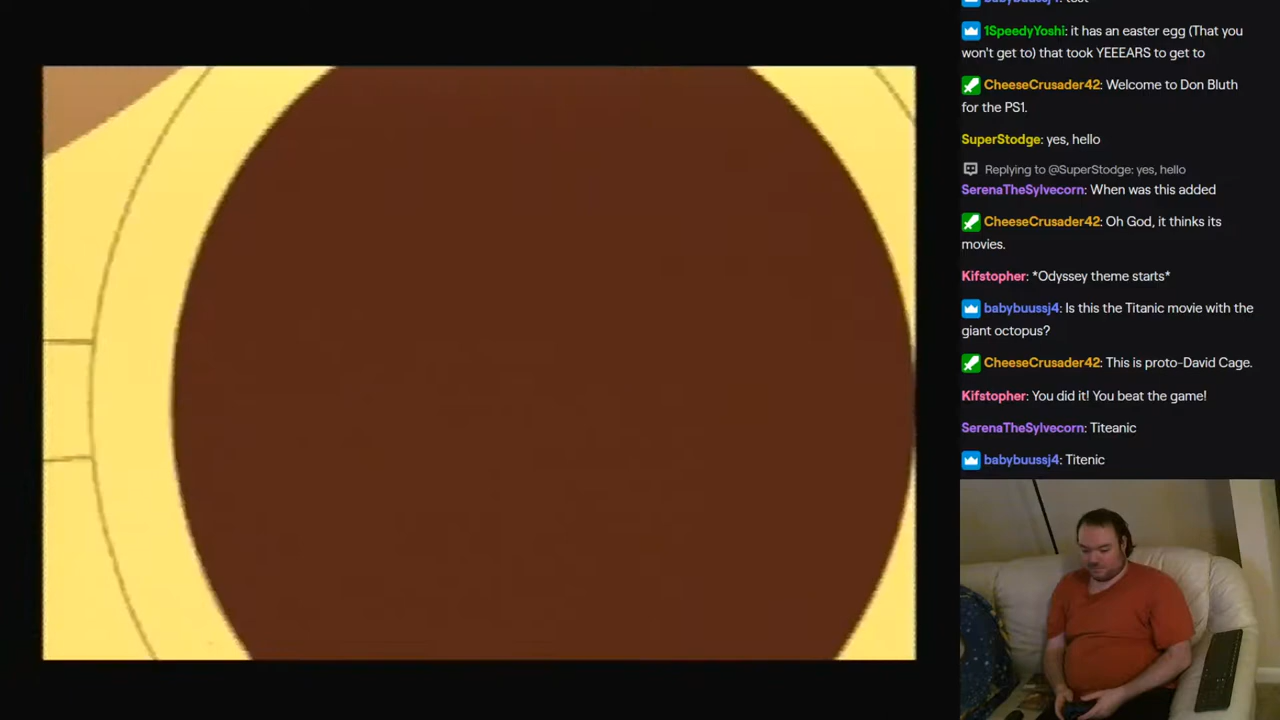 1SpeedyYoshi: it has an easter egg (That you
won't get to) that took YEEEARS to get to
CheeseCrusader42: Welcome to Don Bluth
for the PS1.
SuperStodge: yes, hello
Replying to @SuperStodge: yes, hello
SerenaTheSylvecorn: When was this added
CheeseCrusader42: Oh God, it thinks its
movies.
Kifstopher: *Odyssey theme starts*
babybuussj4: Is this the Titanic movie with the
giant octopus?
CheeseCrusader42: This is proto-David Cage.
Kifstopher: You did it! You beat the game!
SerenaTheSylvecorn: Titeanic
babybuussj4: Titenic